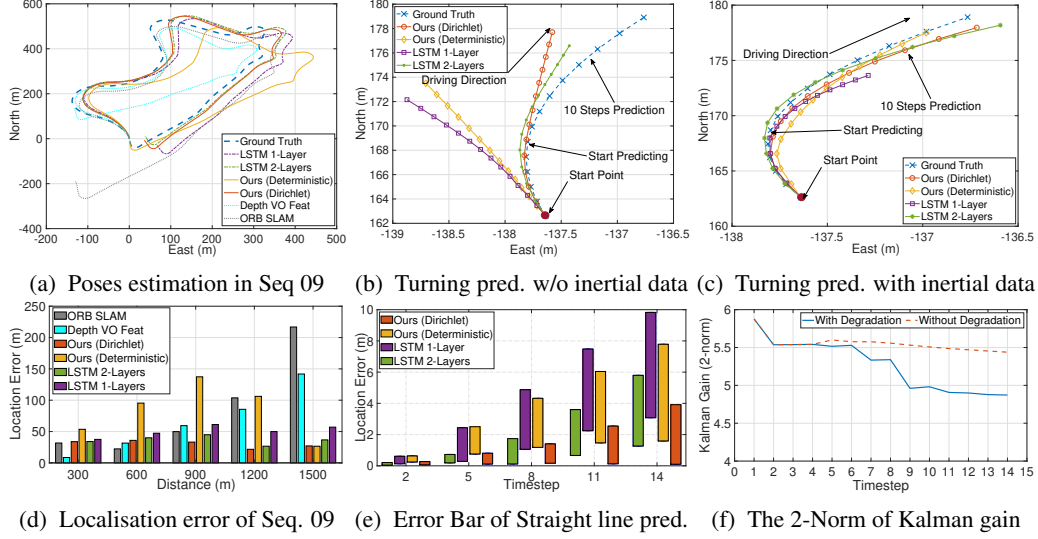 600
400
200
0
-200
-400
North (m)
-200 -100 0 100 200 300 400 500
East (m)
Ground Truth
LSTM 1-Layer
LSTM 2-Layers
Ours (Deterministic)
Ours (Dirichlet)
Depth VO Feat
ORB SLAM
(a) Poses estimation in Seq 09
180
178
176
174
172
170
168
166
164
162
North (m)
-139 -138.5 -138 -137.5 -137
East (m)
Ground Truth
Ours (Dirichlet)
Ours (Deterministic)
LSTM 1-Layer
LSTM 2-Layers
Driving Direction
10 Steps Prediction
Start Predicting
Start Point
(b) Turning pred. w/o inertial data
180
175
170
165
160
North (m)
-138 -137.5 -137 -136.5
East (m)
Driving Direction
10 Steps Prediction
Start Predicting
Start Point
Ground Truth
Ours (Dirichlet)
Ours (Deterministic)
LSTM 1-Layer
LSTM 2-Layers
(c) Turning pred. with inertial data
250
200
150
100
50
0
Location Error (m)
300 600 900 1200 1500
Distance (m)
ORB SLAM
Depth VO Feat
Ours (Dirichlet)
Ours (Deterministic)
LSTM 2-Layers
LSTM 1-Layers
(d) Localisation error of Seq. 09
10
8
6
4
2
0
Location Error (m)
2 5 8 11 14
Timestep
Ours (Dirichlet)
Ours (Deterministic)
LSTM 2-Layers
LSTM 1-Layers
(e) Error Bar of Straight line pred.
6
5.5
5
4.5
4
Kalman Gain (2-norm)
0 1 2 3 4 5 6 7 8 9 10 11 12 13 14 15
Timestep
With Degradation
Without Degradation
(f) The 2-Norm of Kalman gain